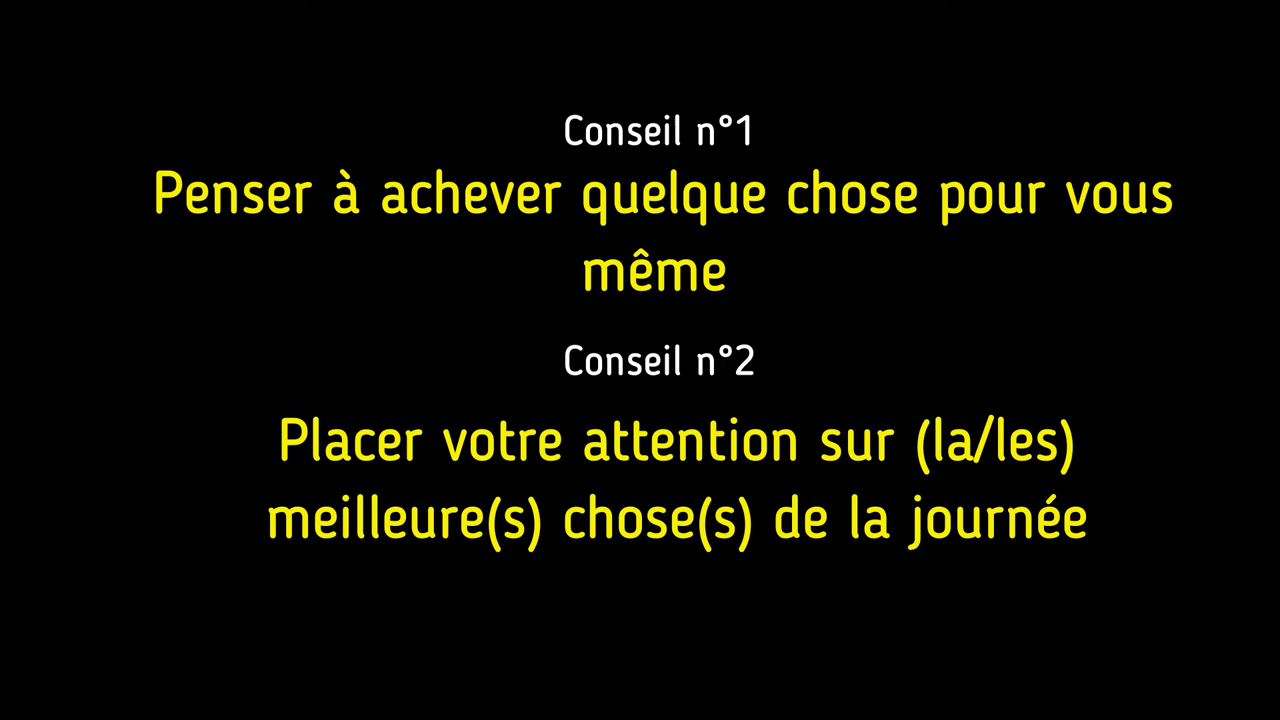 Conseil n°1
Penser à achever quelque chose pour vous
même
Conseil n°2
Placer votre attention sur (la/les)
meilleure(s) chose(s) de la journée